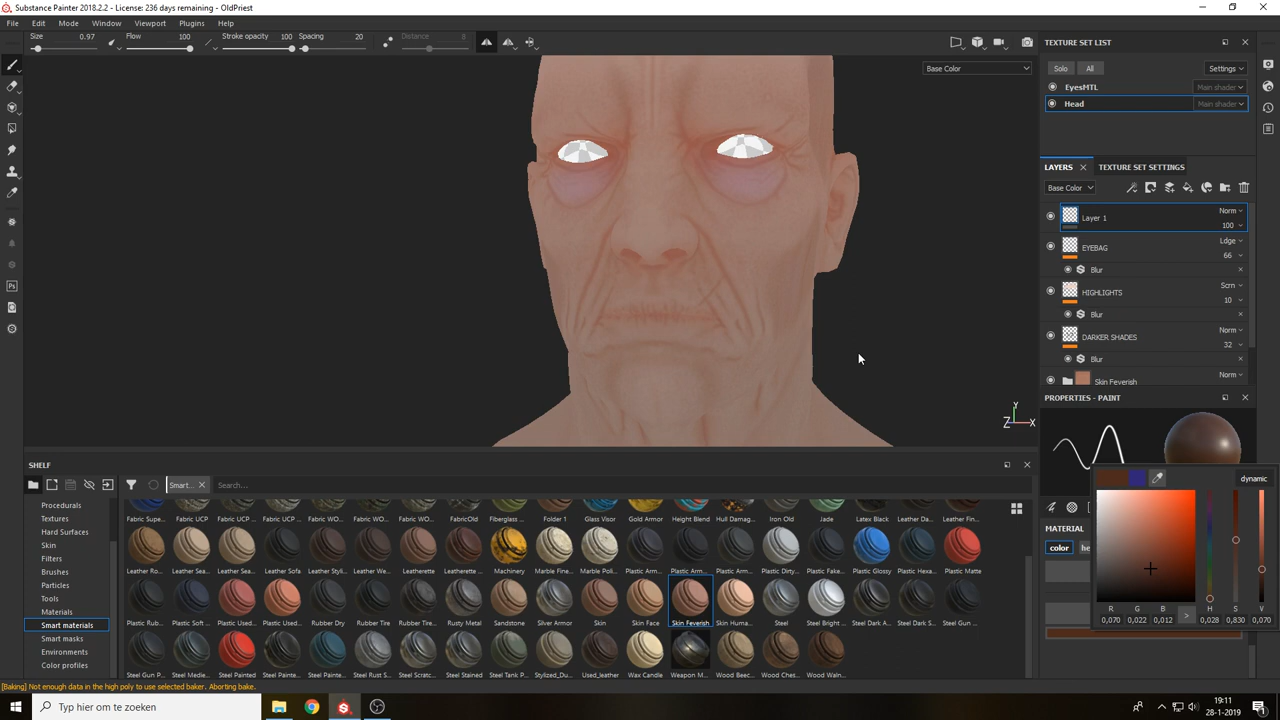 Substance Painter 2018.2.2 - License: 236 days remaining - OldPriest
File Edit Mode Window Viewport Plugins Help
Size 0.97 Flow 100 Stroke opacity 100 Spacing 20 Distance 8
Base Color
TEXTURE SET LIST
Solo All Settings
EyesMTL Main shader
Head Main shader
LAYERS TEXTURE SET SETTINGS
Base Color
Layer 1 Norm 100
EYEBAG Ldge 66
Blur
HIGHLIGHTS Scrn 10
Blur
DARKER SHADES Norm 32
Blur
Skin Feverish Norm
Y
Z X
PROPERTIES - PAINT
dynamic
MATERIAL
color he
R G B > H S V
0,070 0,022 0,012 0,028 0,830 0,070
SHELF
Smart... Search...
Procedurals
Textures
Hard Surfaces
Skin
Filters
Brushes
Particles
Tools
Materials
Smart materials
Smart masks
Environments
Color profiles
Fabric Supe... Fabric UCP Fabric UCP ... Fabric UCP ... Fabric WO... Fabric WO... FabricOld Fiberglass ... Folder 1 Glass Visor Gold Armor Height Blend Hull Damag... Iron Old Jade Latex Black Leather Da... Leather Fin...
Leather Ro... Leather Sea... Leather Sea... Leather Sofa Leather Styli... Leather We... Leatherette Machinery Marble Fine... Marble Poli... Plastic Arm... Plastic Arm... Plastic Dirty... Plastic Fake... Plastic Glossy Plastic Hexa... Plastic Matte
Plastic Rub... Plastic Soft ... Plastic Used... Plastic Used... Rubber Dry Rubber Tire Rubber Tire... Rusty Metal Sandstone Silver Armor Skin Skin Face Skin Feverish Skin Huma... Steel Steel Bright ... Steel Dark A... Steel Dark S... Steel Gun ...
Steel Gun P... Steel Medie... Steel Painted Steel Painte... Steel Painte... Steel Rust S... Steel Scratc... Steel Stained Steel Tank P... Stylized_Du... Used_leather Wax Candle Weapon M... Wood Beec... Wood Ches... Wood Waln...
[Baking] Not enough data in the high poly to use selected baker. Aborting bake.
Typ hier om te zoeken
19:11
28-1-2019